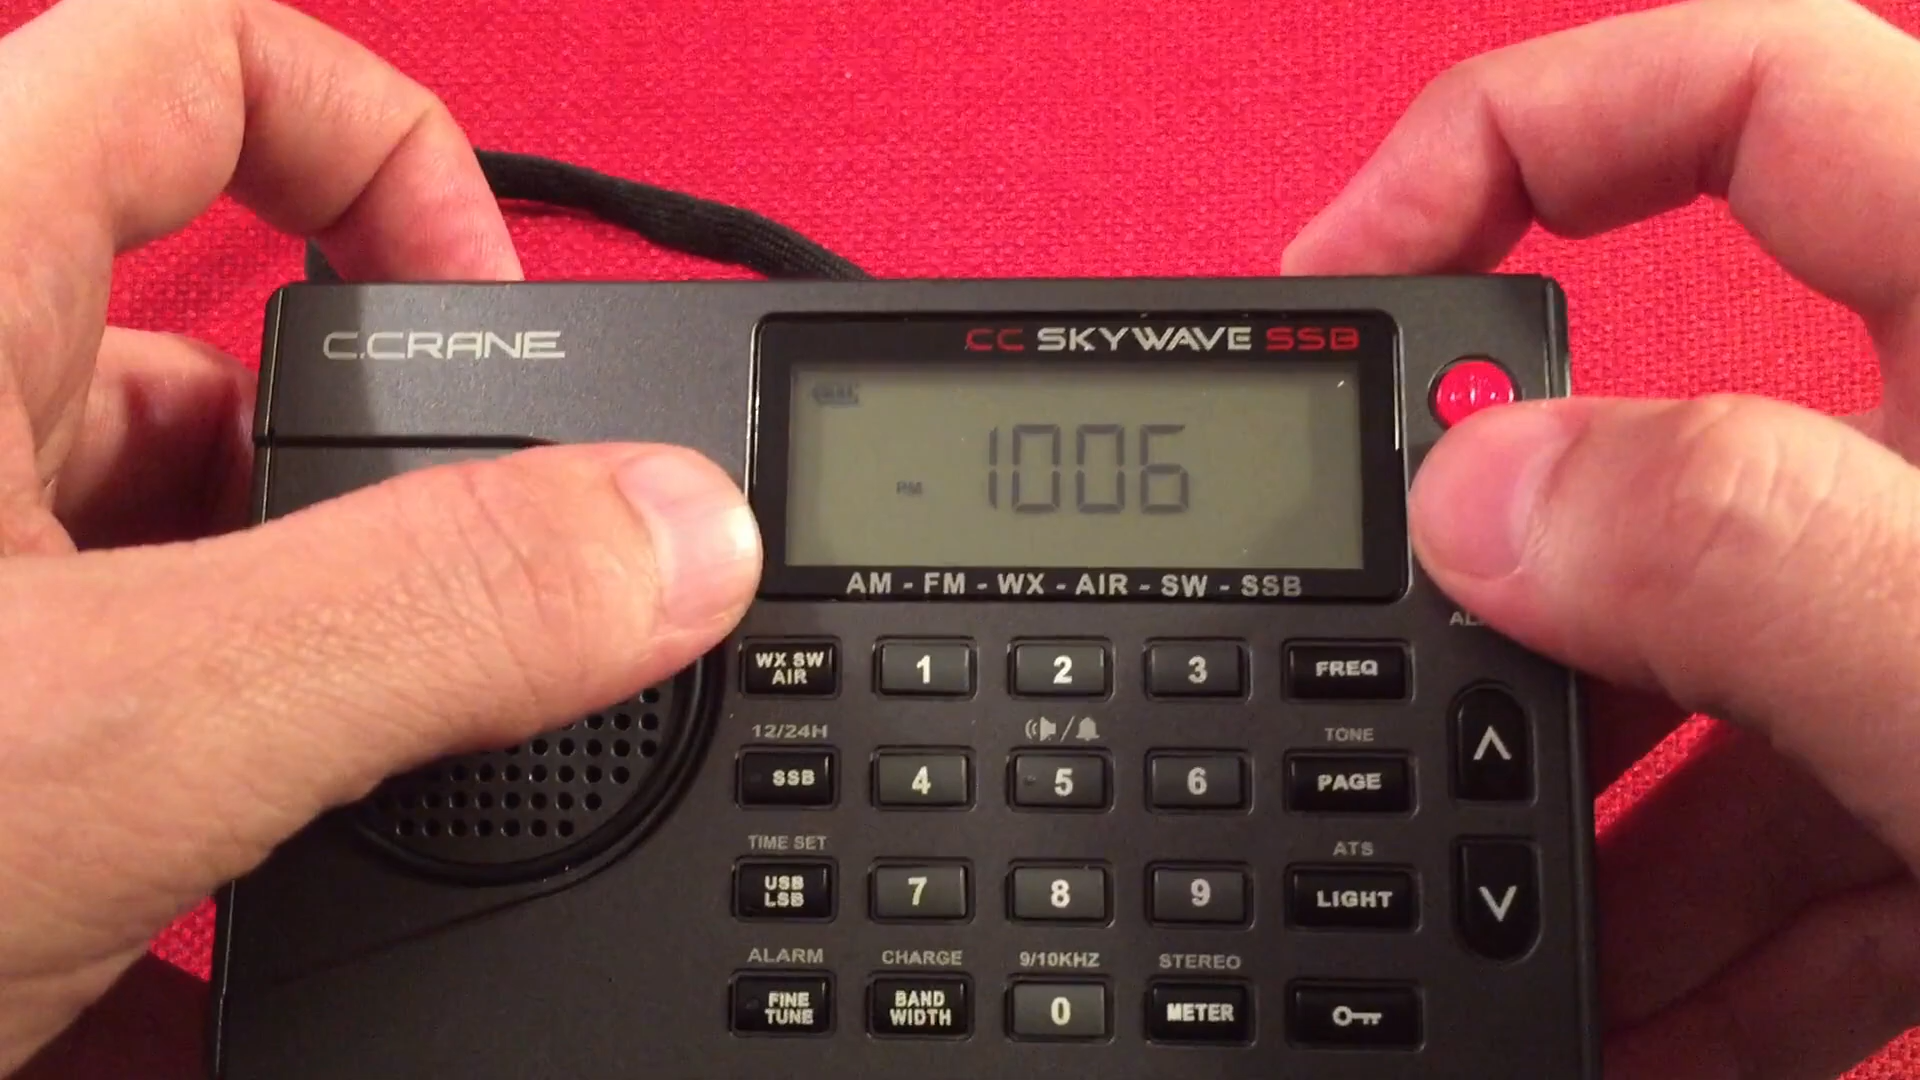 C.CRANE
CC SKYWAVE SSB
PM 1006
AM - FM - WX - AIR - SW - SSB
WX SW
AIR
1
2
3
FREQ
12/24H
TONE
SSB
4
5
6
PAGE
TIME SET
ATS
USB
LSB
7
8
9
LIGHT
ALARM
CHARGE
9/10KHZ
STEREO
FINE
TUNE
BAND
WIDTH
0
METER